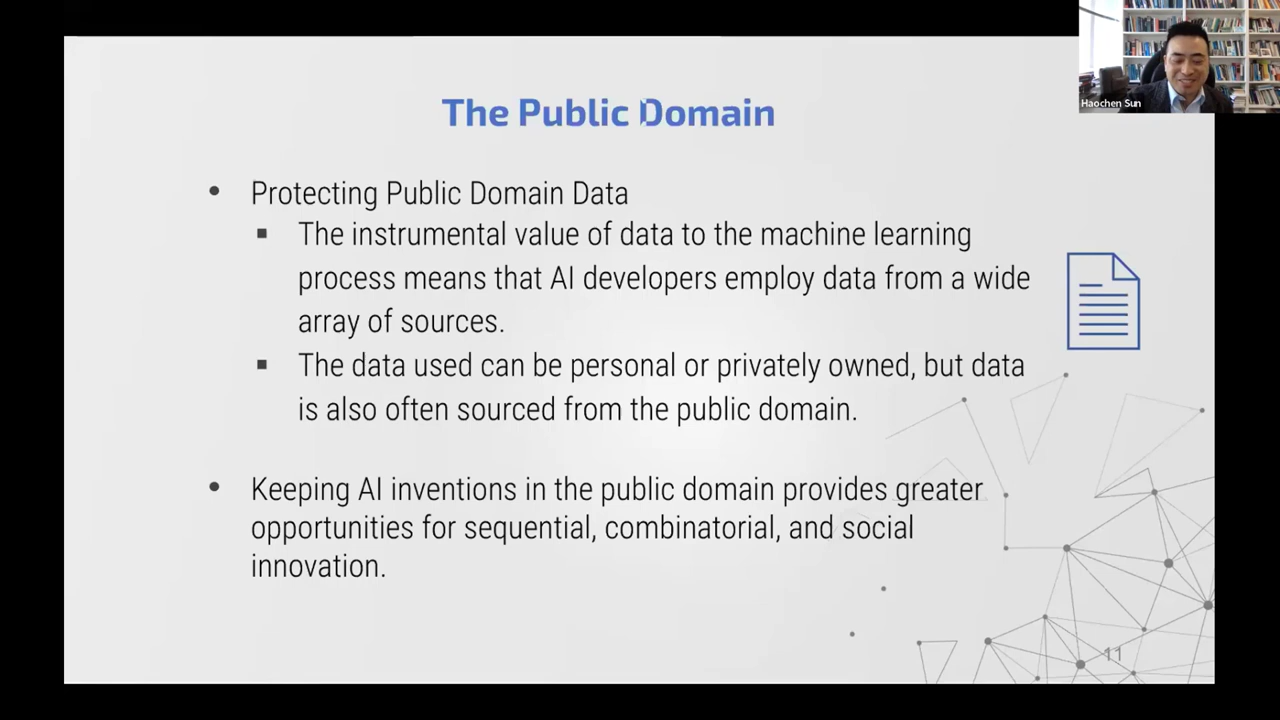 Haochen Sun
The Public Domain
• Protecting Public Domain Data
▪ The instrumental value of data to the machine learning
process means that AI developers employ data from a wide
array of sources.
▪ The data used can be personal or privately owned, but data
is also often sourced from the public domain.
• Keeping AI inventions in the public domain provides greater
opportunities for sequential, combinatorial, and social
innovation.
11